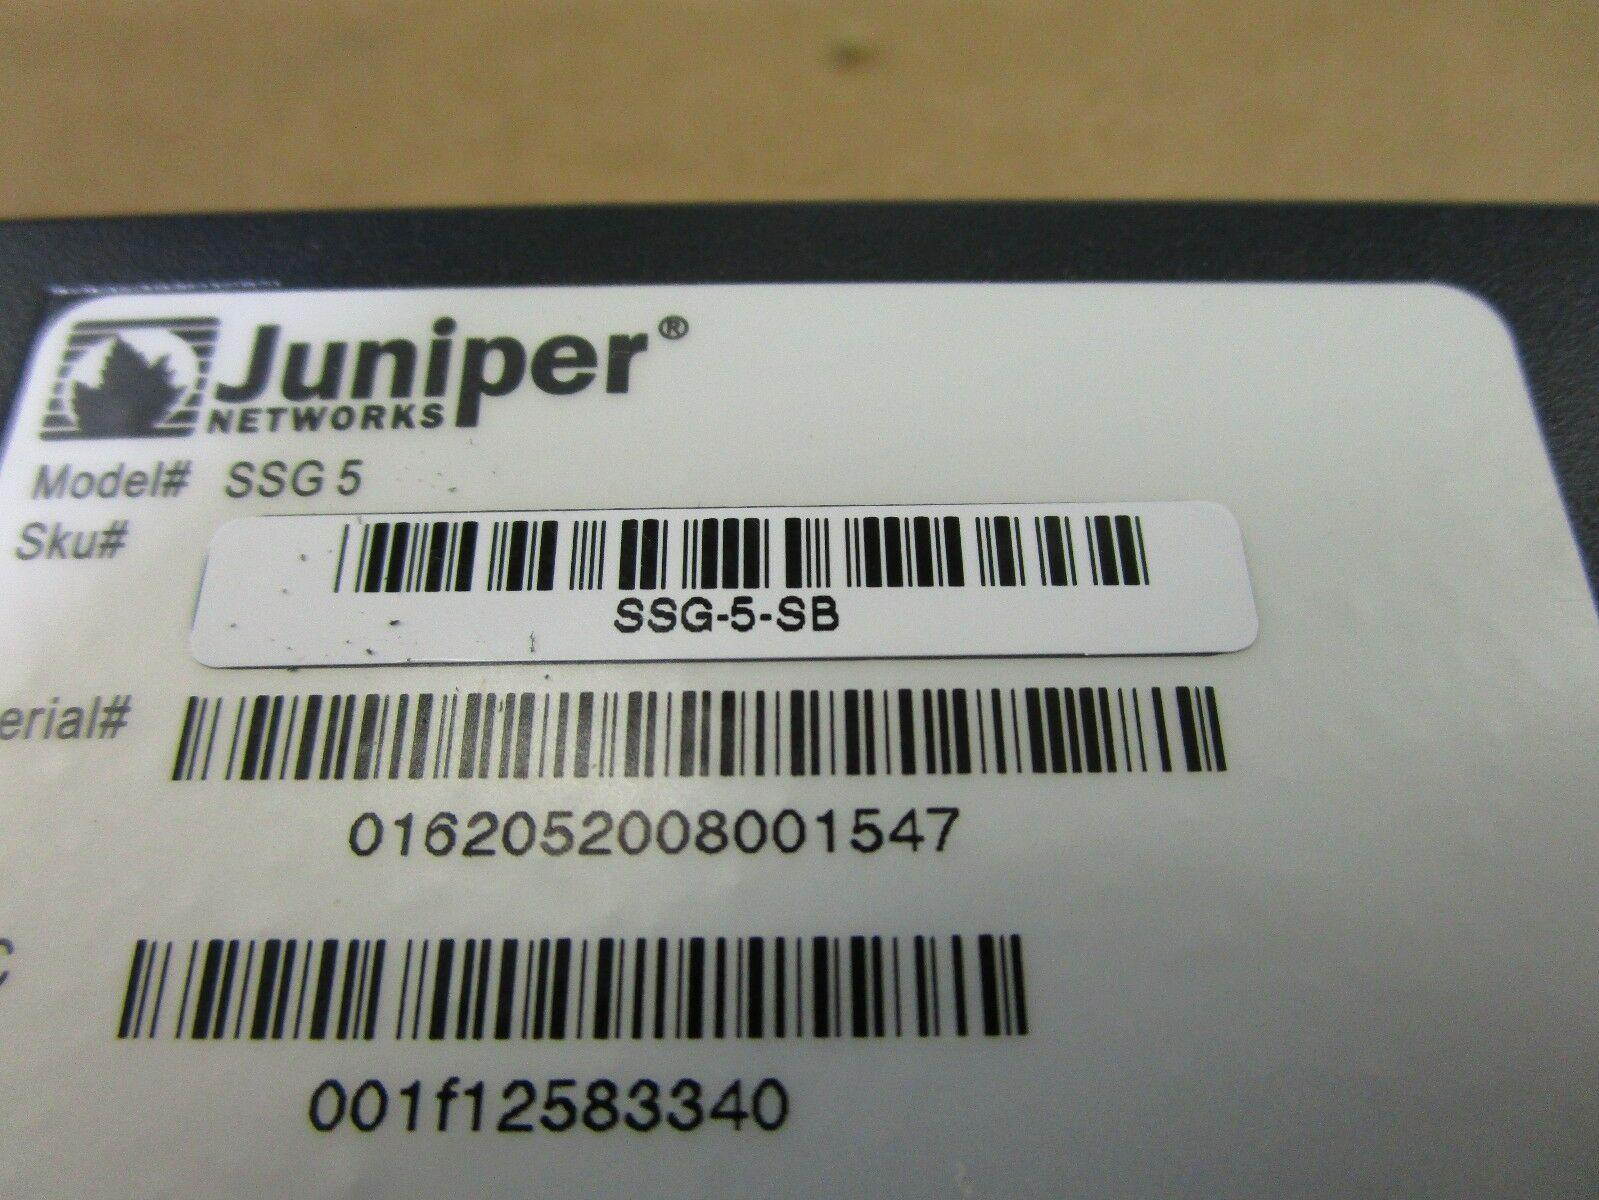 Juniper®
NETWORKS
Model# SSG 5
Sku#
SSG-5-SB
erial#
0162052008001547
C
001f12583340